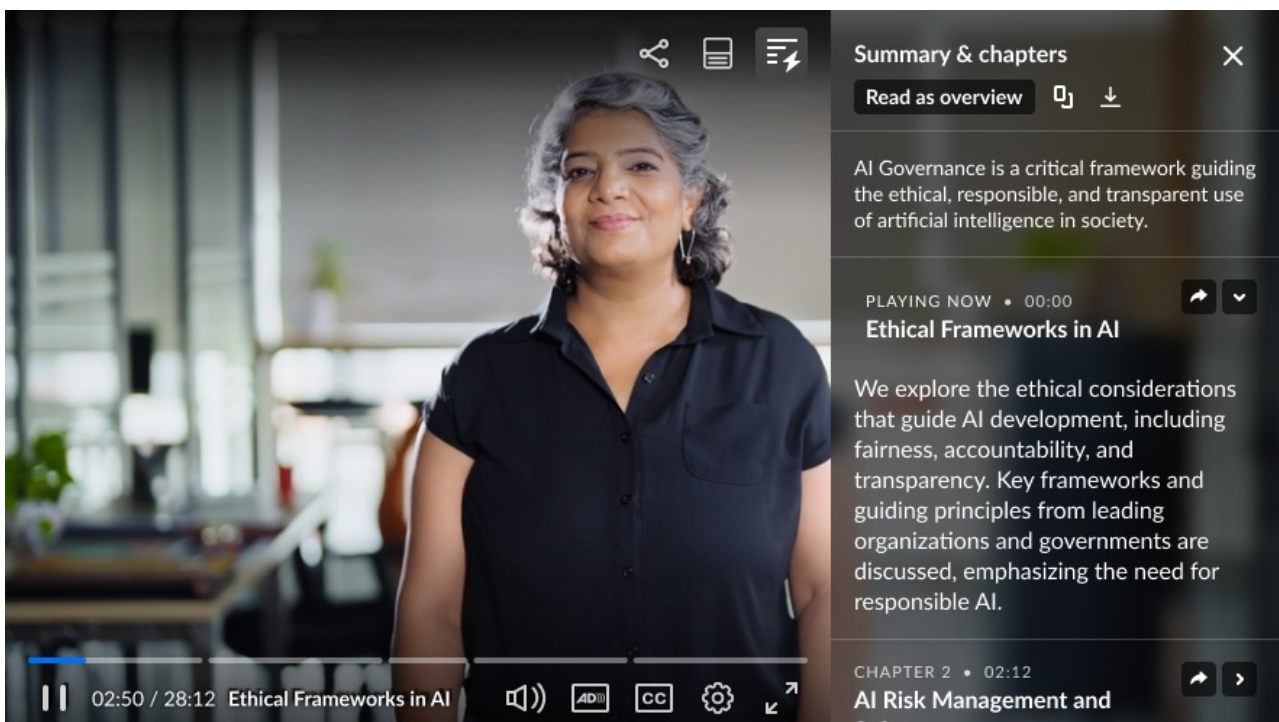 Summary & chapters
Read as overview
AI Governance is a critical framework guiding
the ethical, responsible, and transparent use
of artificial intelligence in society.
PLAYING NOW • 00:00
Ethical Frameworks in AI
We explore the ethical considerations
that guide AI development, including
fairness, accountability, and
transparency. Key frameworks and
guiding principles from leading
organizations and governments are
discussed, emphasizing the need for
responsible AI.
CHAPTER 2 • 02:12
AI Risk Management and
02:50 / 28:12 Ethical Frameworks in AI
AD
CC